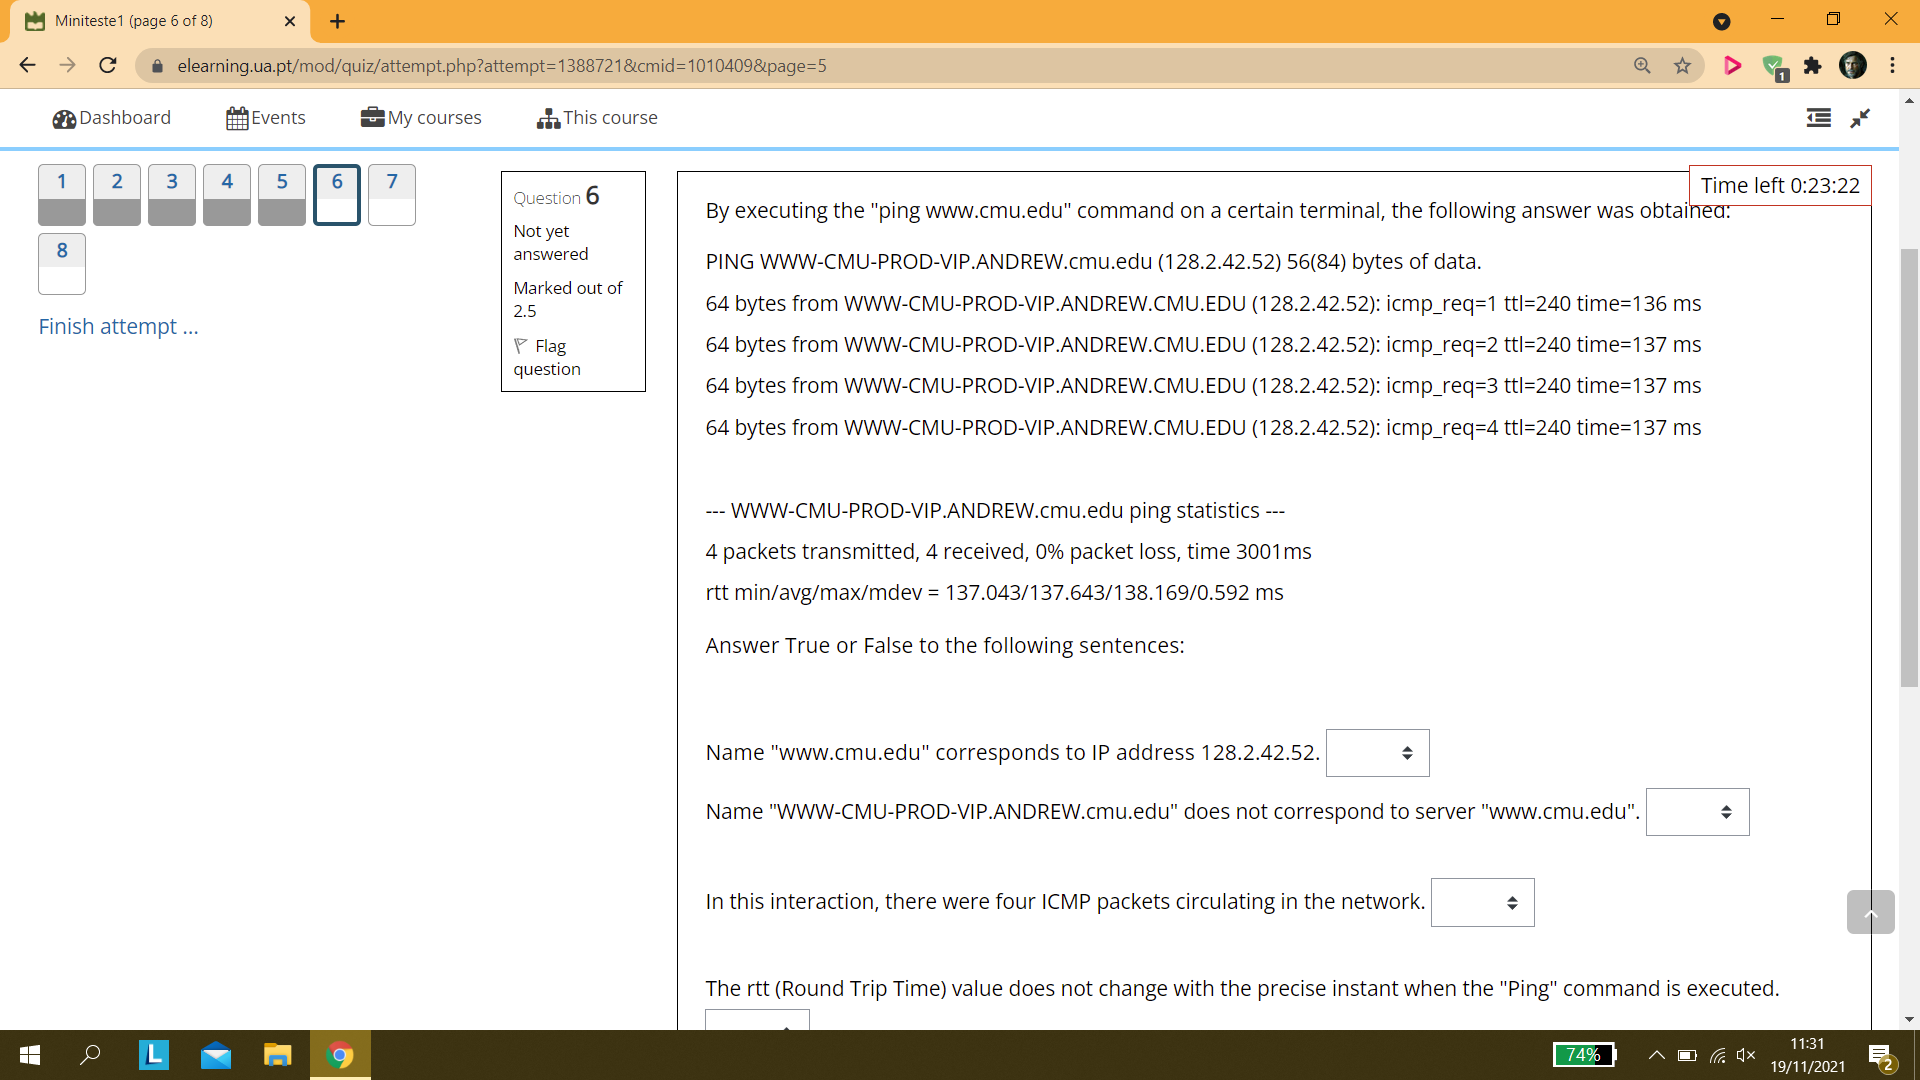 Miniteste1 (page 6 of 8)
elearning.ua.pt/mod/quiz/attempt.php?attempt=1388721&cmid=1010409&page=5
1
Dashboard
Events
My courses
This course
1 2 3 4 5 6 7
8
Finish attempt ...
Question 6
Not yet
answered
Marked out of
2.5
Flag
question
Time left 0:23:22
By executing the "ping www.cmu.edu" command on a certain terminal, the following answer was obtained:
PING WWW-CMU-PROD-VIP.ANDREW.cmu.edu (128.2.42.52) 56(84) bytes of data.
64 bytes from WWW-CMU-PROD-VIP.ANDREW.CMU.EDU (128.2.42.52): icmp_req=1 ttl=240 time=136 ms
64 bytes from WWW-CMU-PROD-VIP.ANDREW.CMU.EDU (128.2.42.52): icmp_req=2 ttl=240 time=137 ms
64 bytes from WWW-CMU-PROD-VIP.ANDREW.CMU.EDU (128.2.42.52): icmp_req=3 ttl=240 time=137 ms
64 bytes from WWW-CMU-PROD-VIP.ANDREW.CMU.EDU (128.2.42.52): icmp_req=4 ttl=240 time=137 ms
--- WWW-CMU-PROD-VIP.ANDREW.cmu.edu ping statistics ---
4 packets transmitted, 4 received, 0% packet loss, time 3001ms
rtt min/avg/max/mdev = 137.043/137.643/138.169/0.592 ms
Answer True or False to the following sentences:
Name "www.cmu.edu" corresponds to IP address 128.2.42.52.
Name "WWW-CMU-PROD-VIP.ANDREW.cmu.edu" does not correspond to server "www.cmu.edu".
In this interaction, there were four ICMP packets circulating in the network.
The rtt (Round Trip Time) value does not change with the precise instant when the "Ping" command is executed.
L
74%
11:31
19/11/2021
2